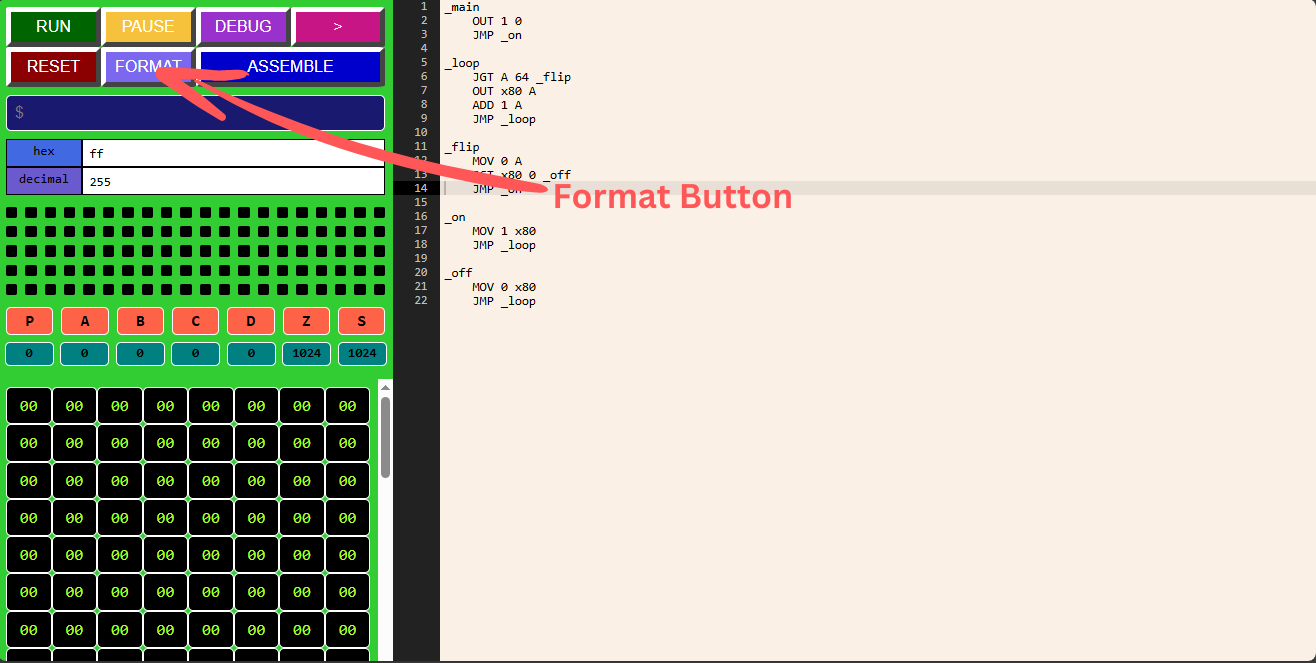 RUN PAUSE DEBUG >
RESET FORMAT ASSEMBLE
$
hex ff
decimal 255
P A B C D Z S
0 0 0 0 0 1024 1024
00 00 00 00 00 00 00 00
00 00 00 00 00 00 00 00
00 00 00 00 00 00 00 00
00 00 00 00 00 00 00 00
00 00 00 00 00 00 00 00
00 00 00 00 00 00 00 00
00 00 00 00 00 00 00 00
1 _main
2 OUT 1 0
3 JMP _on
4
5 _loop
6 JGT A 64 _flip
7 OUT x80 A
8 ADD 1 A
9 JMP _loop
10
11 _flip
12 MOV 0 A
13 x80 0 _off
14 JMP _on
15
16 _on
17 MOV 1 x80
18 JMP _loop
19
20 _off
21 MOV 0 x80
22 JMP _loop
Format Button